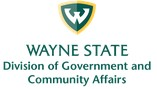 WAYNE STATE
Division of Government and
Community Affairs